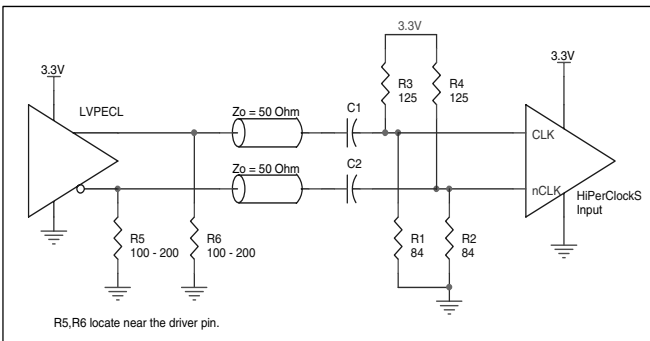 3.3V
3.3V
3.3V
R3
125
R4
125
LVPECL
C1
Zo = 50 Ohm
CLK
C2
Zo = 50 Ohm
nCLK
HiPerClockS
Input
R5
100 - 200
R6
100 - 200
R1
84
R2
84
R5,R6 locate near the driver pin.